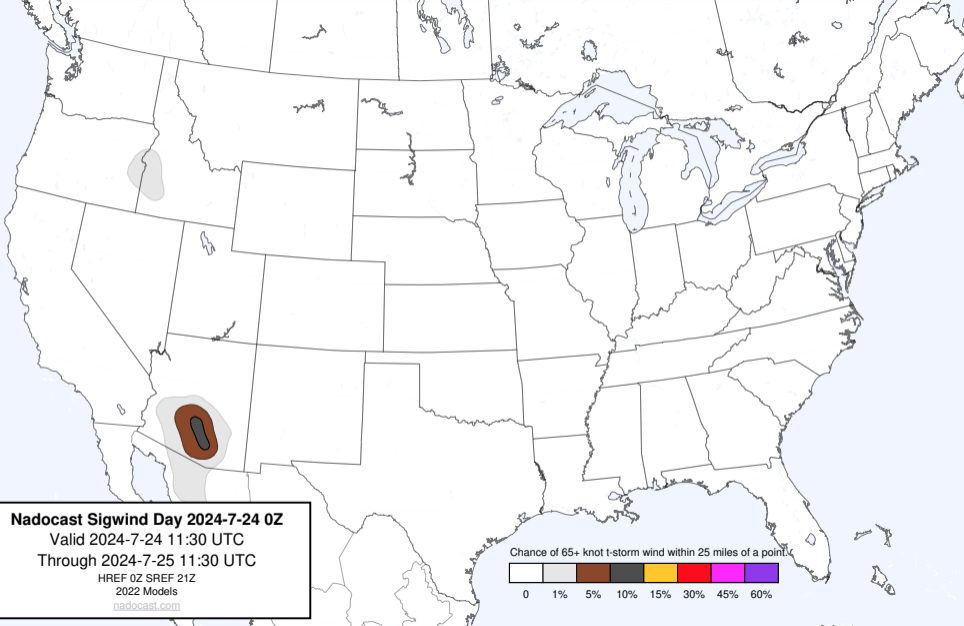 Nadocast Sigwind Day 2024-7-24 0Z
Valid 2024-7-24 11:30 UTC
Through 2024-7-25 11:30 UTC
HREF 0Z SREF 21Z
2022 Models
nadocast.com
Chance of 65+ knot t-storm wind within 25 miles of a point.
0 1% 5% 10% 15% 30% 45% 60%